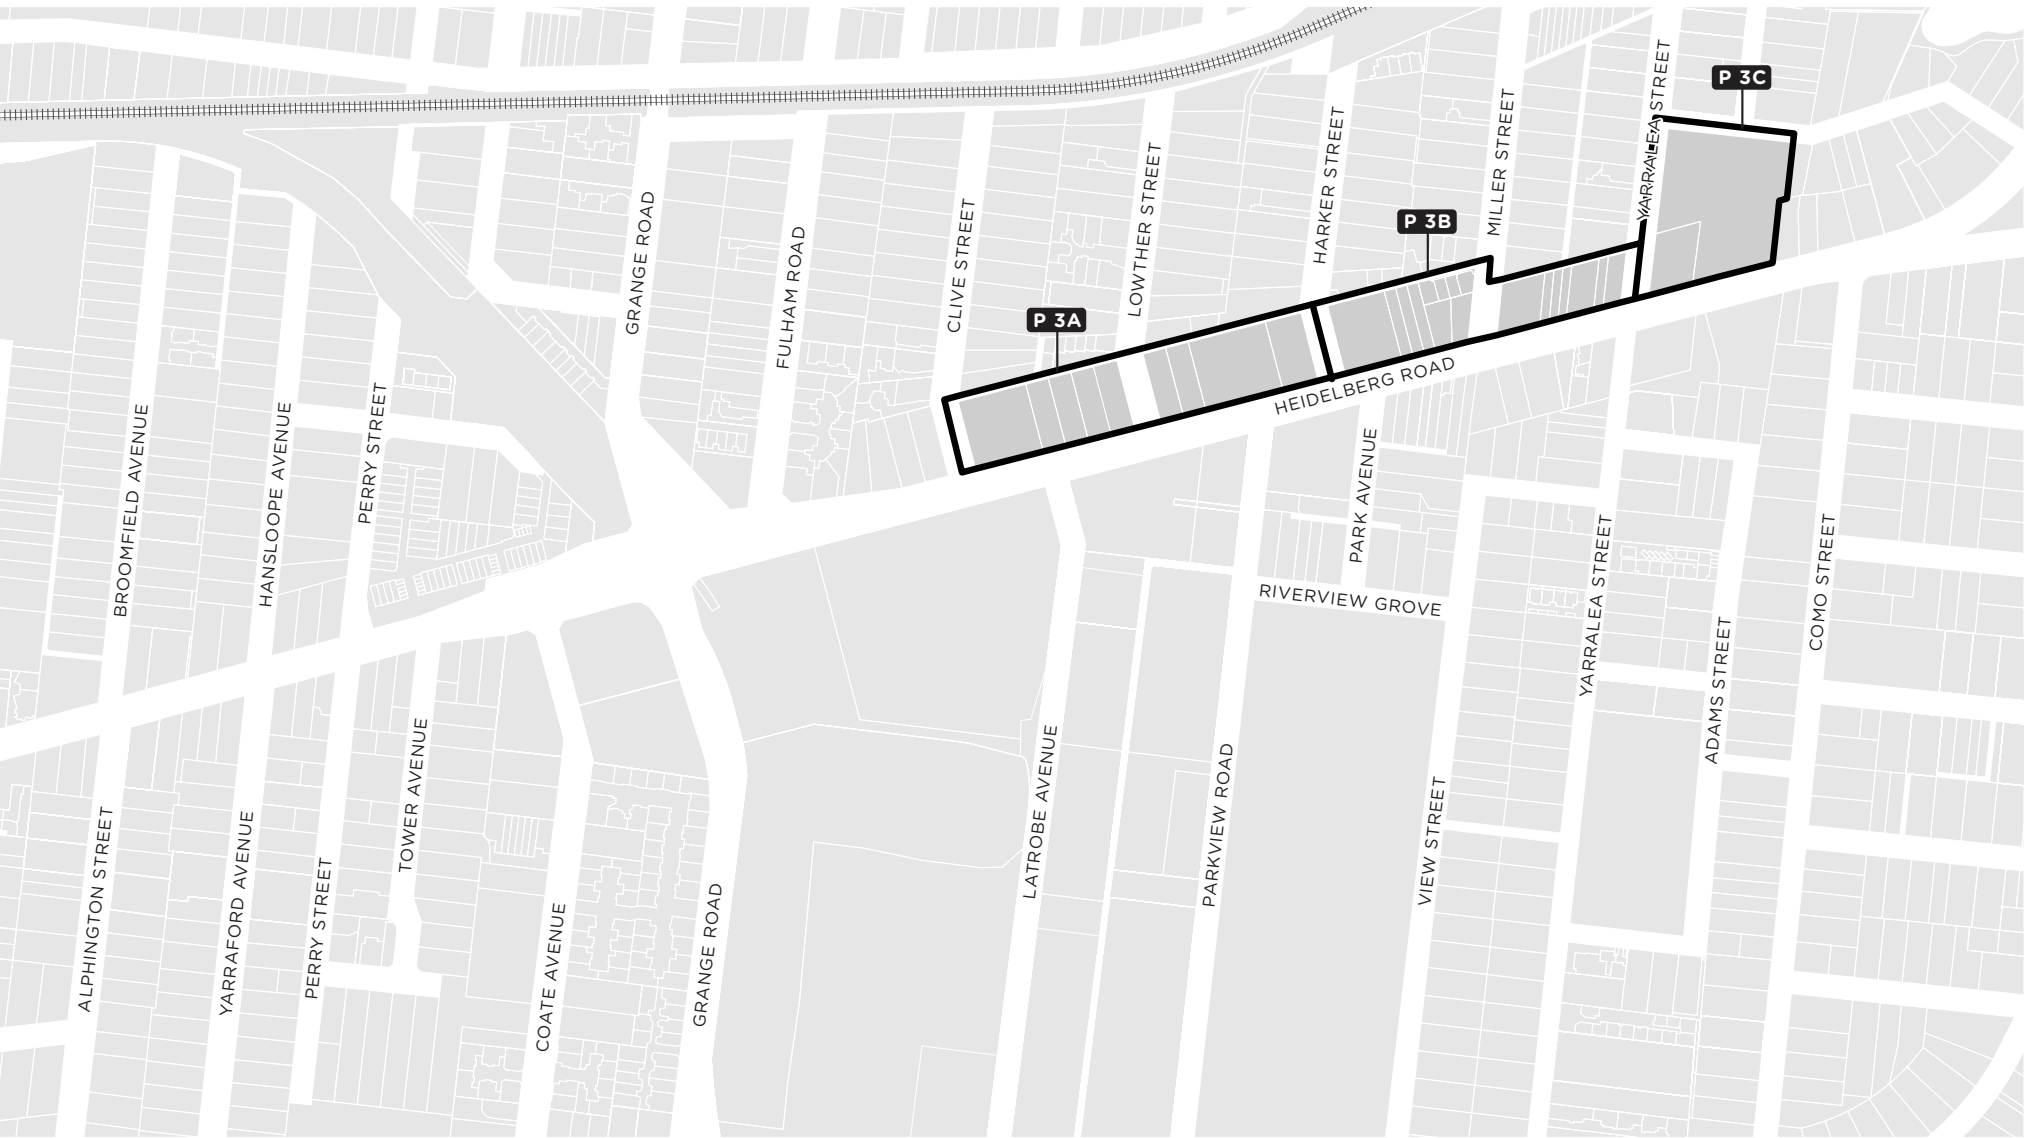 YARRALEA STREET
P 3C
MILLER STREET
HARKER STREET
LOWTHER STREET
GRANGE ROAD
CLIVE STREET
P 3B
FULHAM ROAD
P 3A
HEIDELBERG ROAD
PERRY STREET
BROOMFIELD AVENUE
HANSLOOPE AVENUE
PARK AVENUE
YARRALEA STREET
COMO STREET
RIVERVIEW GROVE
ADAMS STREET
TOWER AVENUE
LATROBE AVENUE
PARKVIEW ROAD
VIEW STREET
ALPHINGTON STREET
YARRAFORD AVENUE
PERRY STREET
COATE AVENUE
GRANGE ROAD